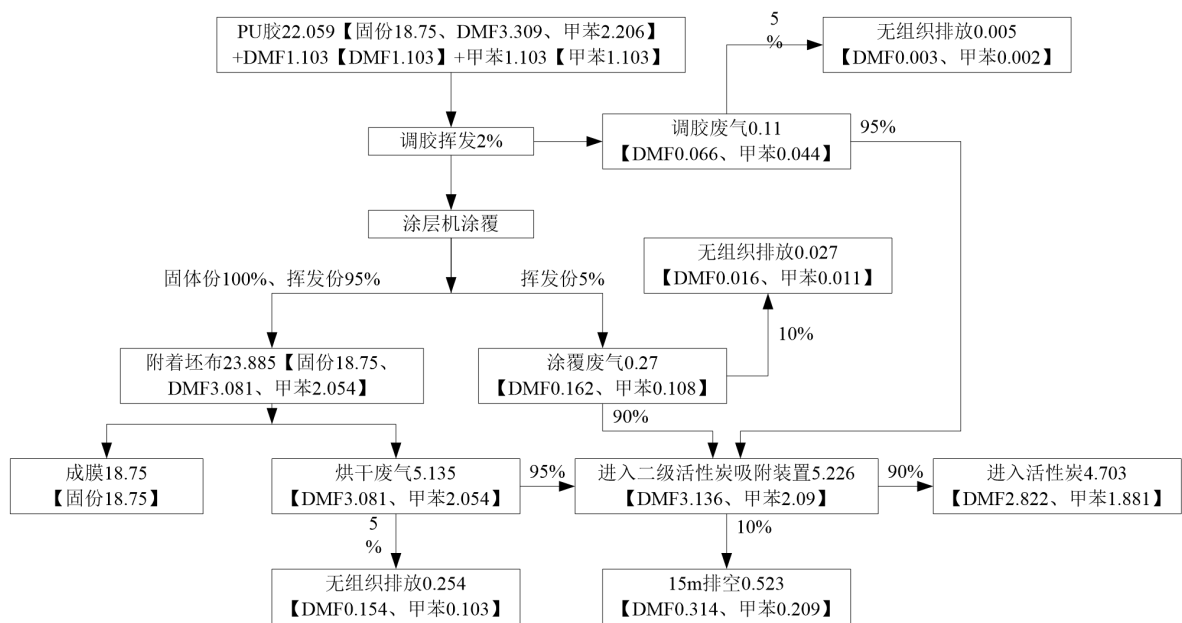 PU胶22.059【固份18.75、DMF3.309、甲苯2.206】
+DMF1.103【DMF1.103】+甲苯1.103【甲苯1.103】
5
%
无组织排放0.005
【DMF0.003、甲苯0.002】
调胶挥发2%
调胶废气0.11
【DMF0.066、甲苯0.044】
95%
涂层机涂覆
无组织排放0.027
【DMF0.016、甲苯0.011】
固体份100%、挥发份95%
挥发份5%
10%
附着坯布23.885【固份18.75、
DMF3.081、甲苯2.054】
涂覆废气0.27
【DMF0.162、甲苯0.108】
90%
成膜18.75
【固份18.75】
烘干废气5.135
【DMF3.081、甲苯2.054】
95%
进入二级活性炭吸附装置5.226
【DMF3.136、甲苯2.09】
90%
进入活性炭4.703
【DMF2.822、甲苯1.881】
5
%
10%
无组织排放0.254
【DMF0.154、甲苯0.103】
15m排空0.523
【DMF0.314、甲苯0.209】